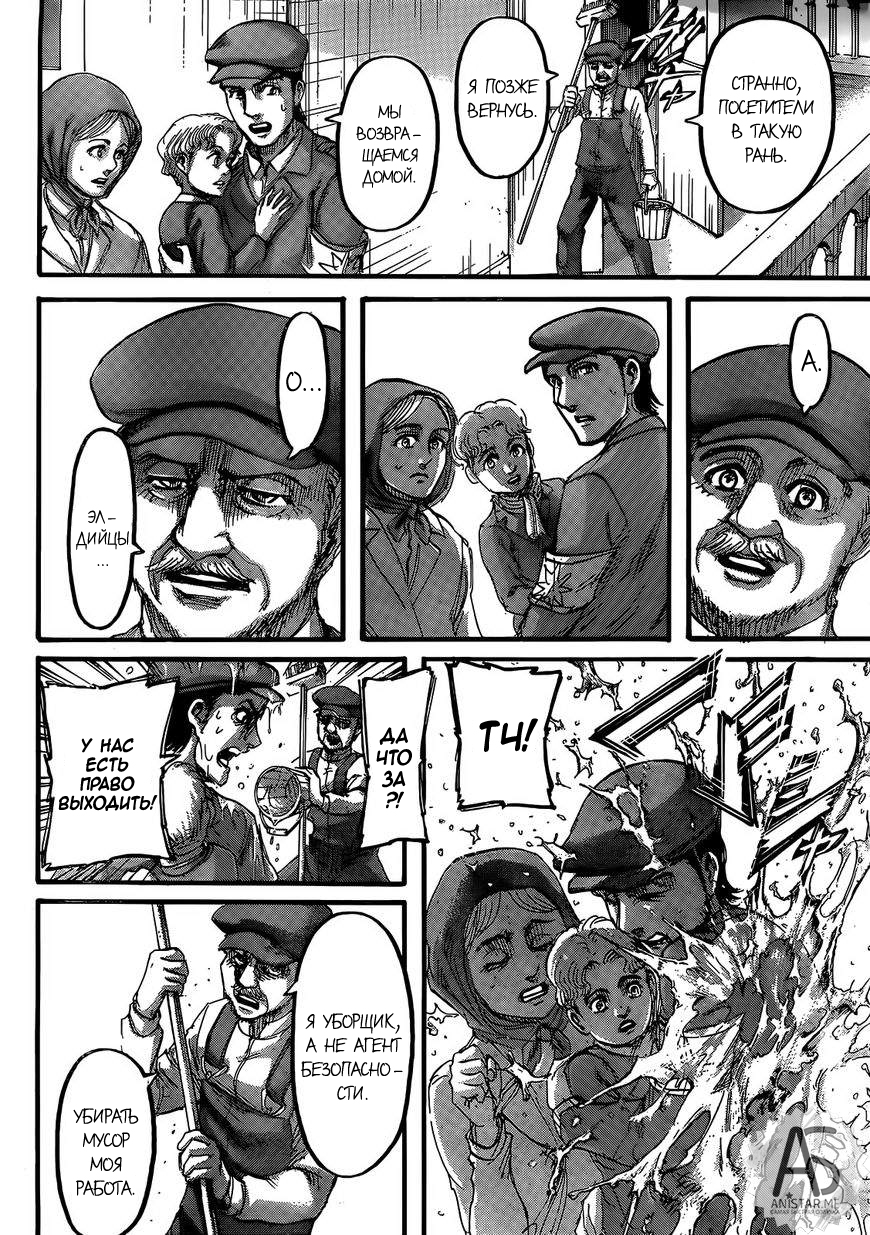 СТРАННО,
ПОСЕТИТЕЛИ
В ТАКУЮ
РАНЬ.
Я ПОЗЖЕ
ВЕРНУСЬ.
МЫ
ВОЗВРА-
ЩАЕМСЯ
ДОМОЙ.
А.
О...
ЭЛ-
ДИЙЦЫ
...
ТЧ!
ДА
ЧТО
ЗА
?!
У НАС
ЕСТЬ
ПРАВО
ВЫХОДИТЬ!
Я УБОРЩИК,
А НЕ АГЕНТ
БЕЗОПАСНО-
СТИ.
УБИРАТЬ
МУСОР
МОЯ
РАБОТА.
ANISTAR.ME